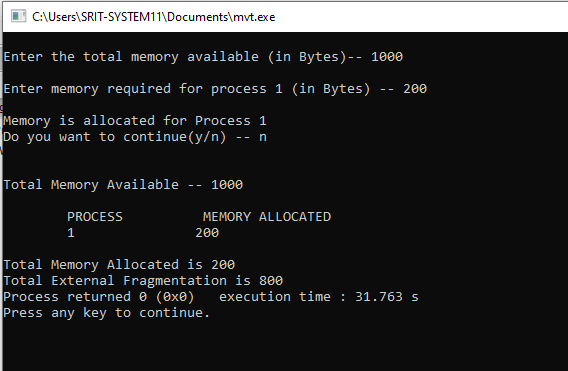 C:\Users\SRIT-SYSTEM11\Documents\mvt.exe
Enter the total memory available (in Bytes)-- 1000
Enter memory required for process 1 (in Bytes) -- 200
Memory is allocated for Process 1
Do you want to continue(y/n) -- n
Total Memory Available -- 1000
PROCESS MEMORY ALLOCATED
1 200
Total Memory Allocated is 200
Total External Fragmentation is 800
Process returned 0 (0x0) execution time : 31.763 s
Press any key to continue.